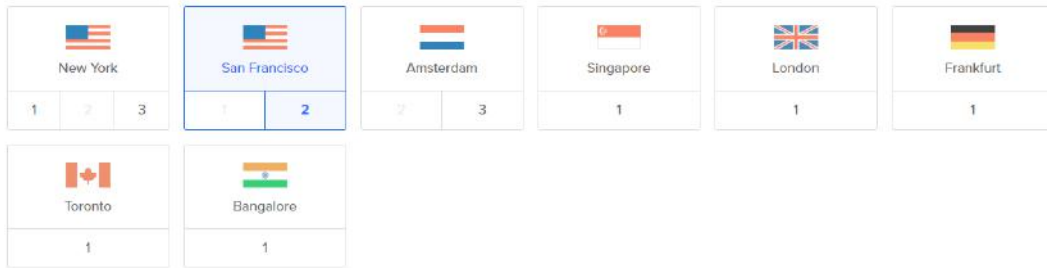 New York San Francisco Amsterdam Singapore London Frankfurt
1 2 3 1 2 2 3 1 1 1
Toronto Bangalore
1 1